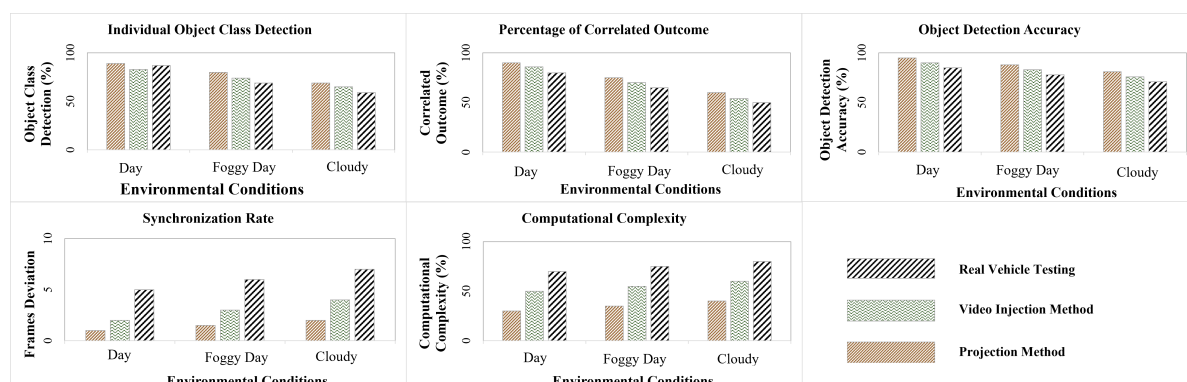 Individual Object Class Detection
Object Class
Detection (%)
100
50
0
Day Foggy Day Cloudy
Environmental Conditions
Percentage of Correlated Outcome
Correlated
Outcome (%)
100
50
0
Day Foggy Day Cloudy
Environmental Conditions
Object Detection Accuracy
Object Detection
Accuracy (%)
100
50
0
Day Foggy Day Cloudy
Environmental Conditions
Synchronization Rate
Frames Deviation
10
5
0
Day Foggy Day Cloudy
Environmental Conditions
Computational Complexity
Computational
Complexity (%)
100
50
0
Day Foggy Day Cloudy
Environmental Conditions
Real Vehicle Testing
Video Injection Method
Projection Method